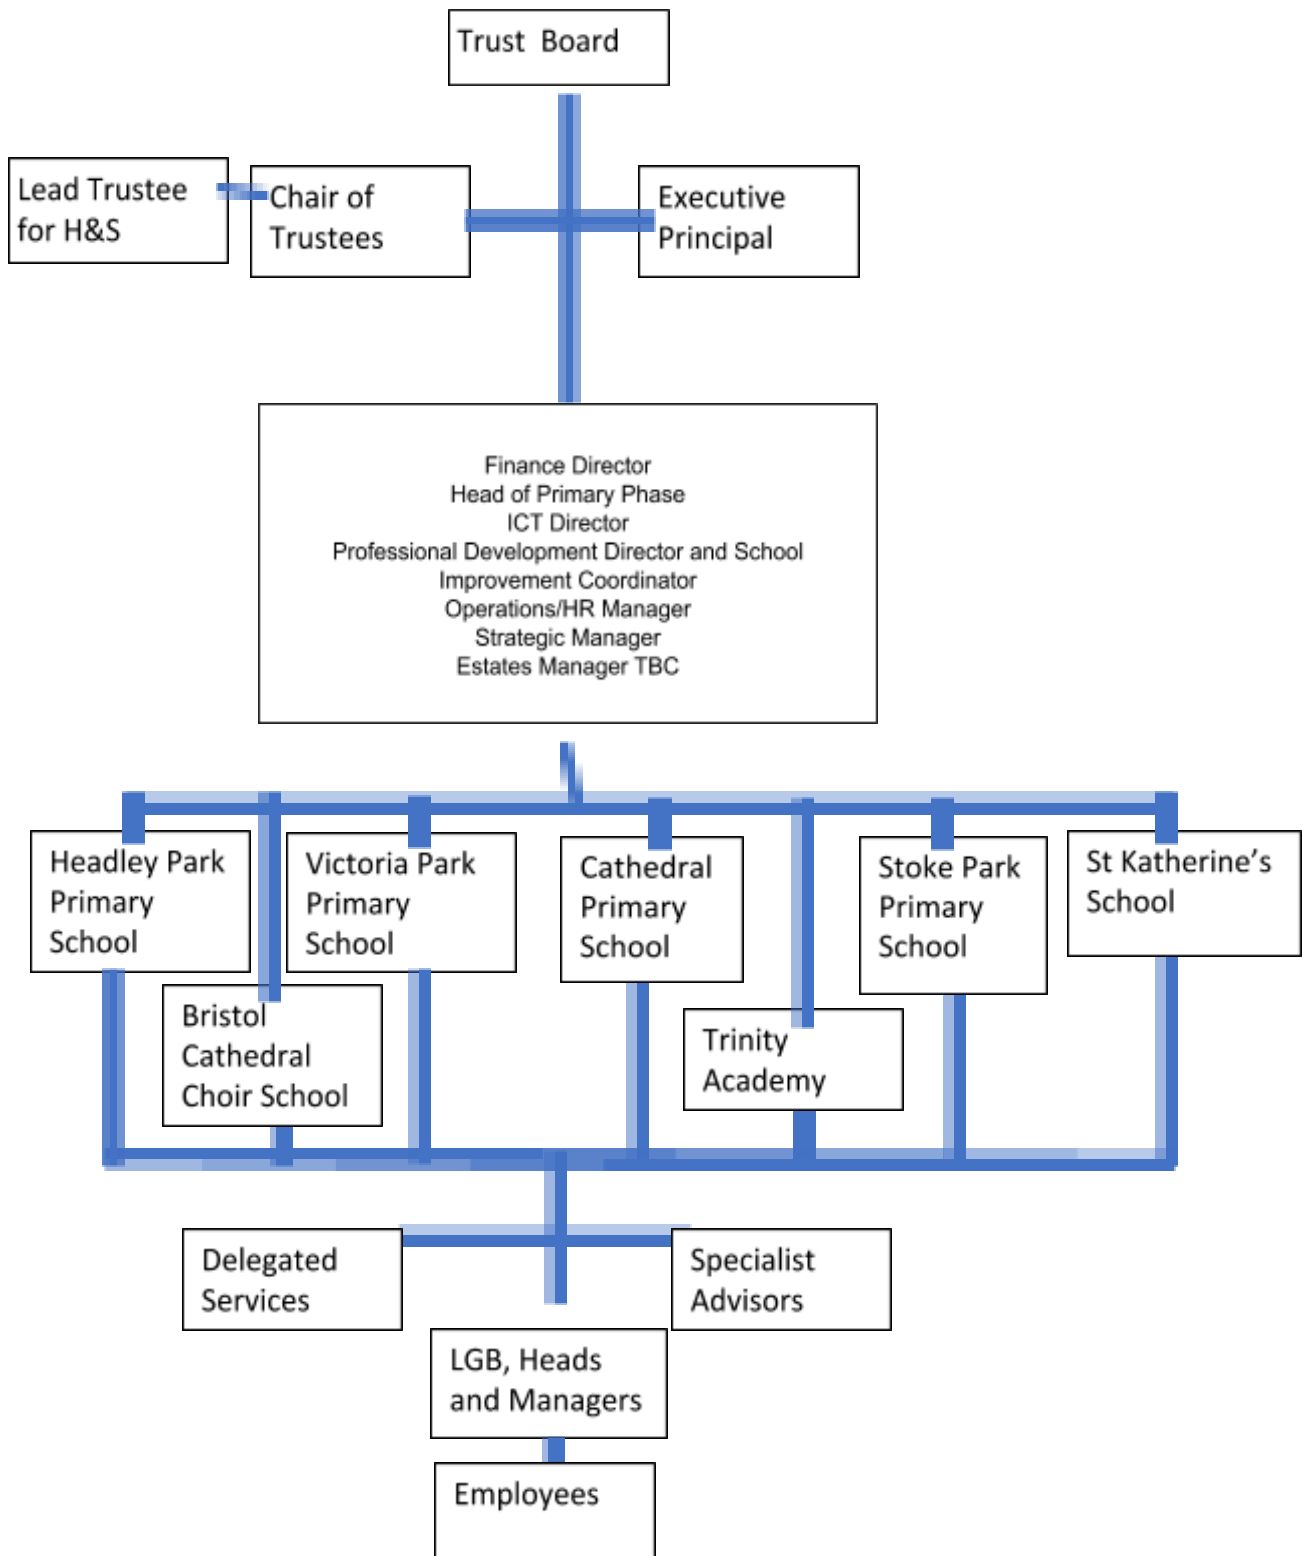 Trust Board
Lead Trustee
for H&S
Chair of
Trustees
Executive
Principal
Finance Director
Head of Primary Phase
ICT Director
Professional Development Director and School
Improvement Coordinator
Operations/HR Manager
Strategic Manager
Estates Manager TBC
Headley Park
Primary
School
Victoria Park
Primary
School
Cathedral
Primary
School
Stoke Park
Primary
School
St Katherine’s
School
Bristol
Cathedral
Choir School
Trinity
Academy
Delegated
Services
Specialist
Advisors
LGB, Heads
and Managers
Employees